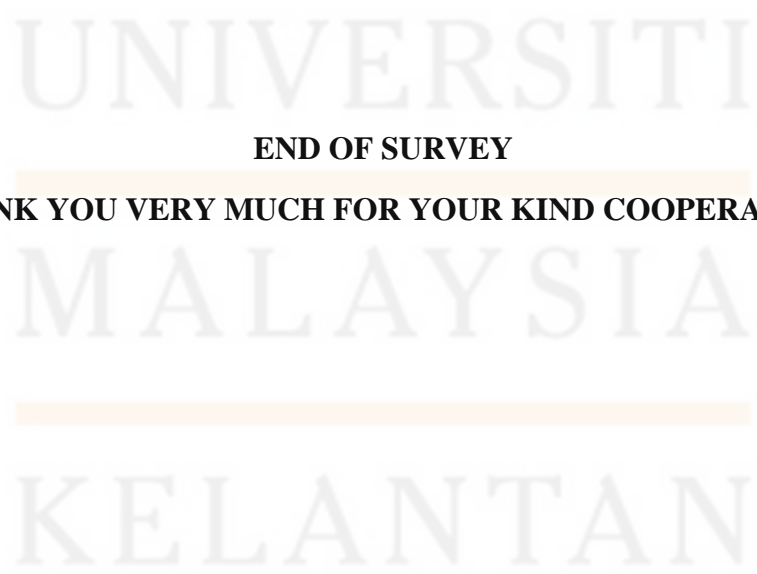 UNIVERSITI
END OF SURVEY
NK YOU VERY MUCH FOR YOUR KIND COOPERA
MALAYSIA
KELANTAN